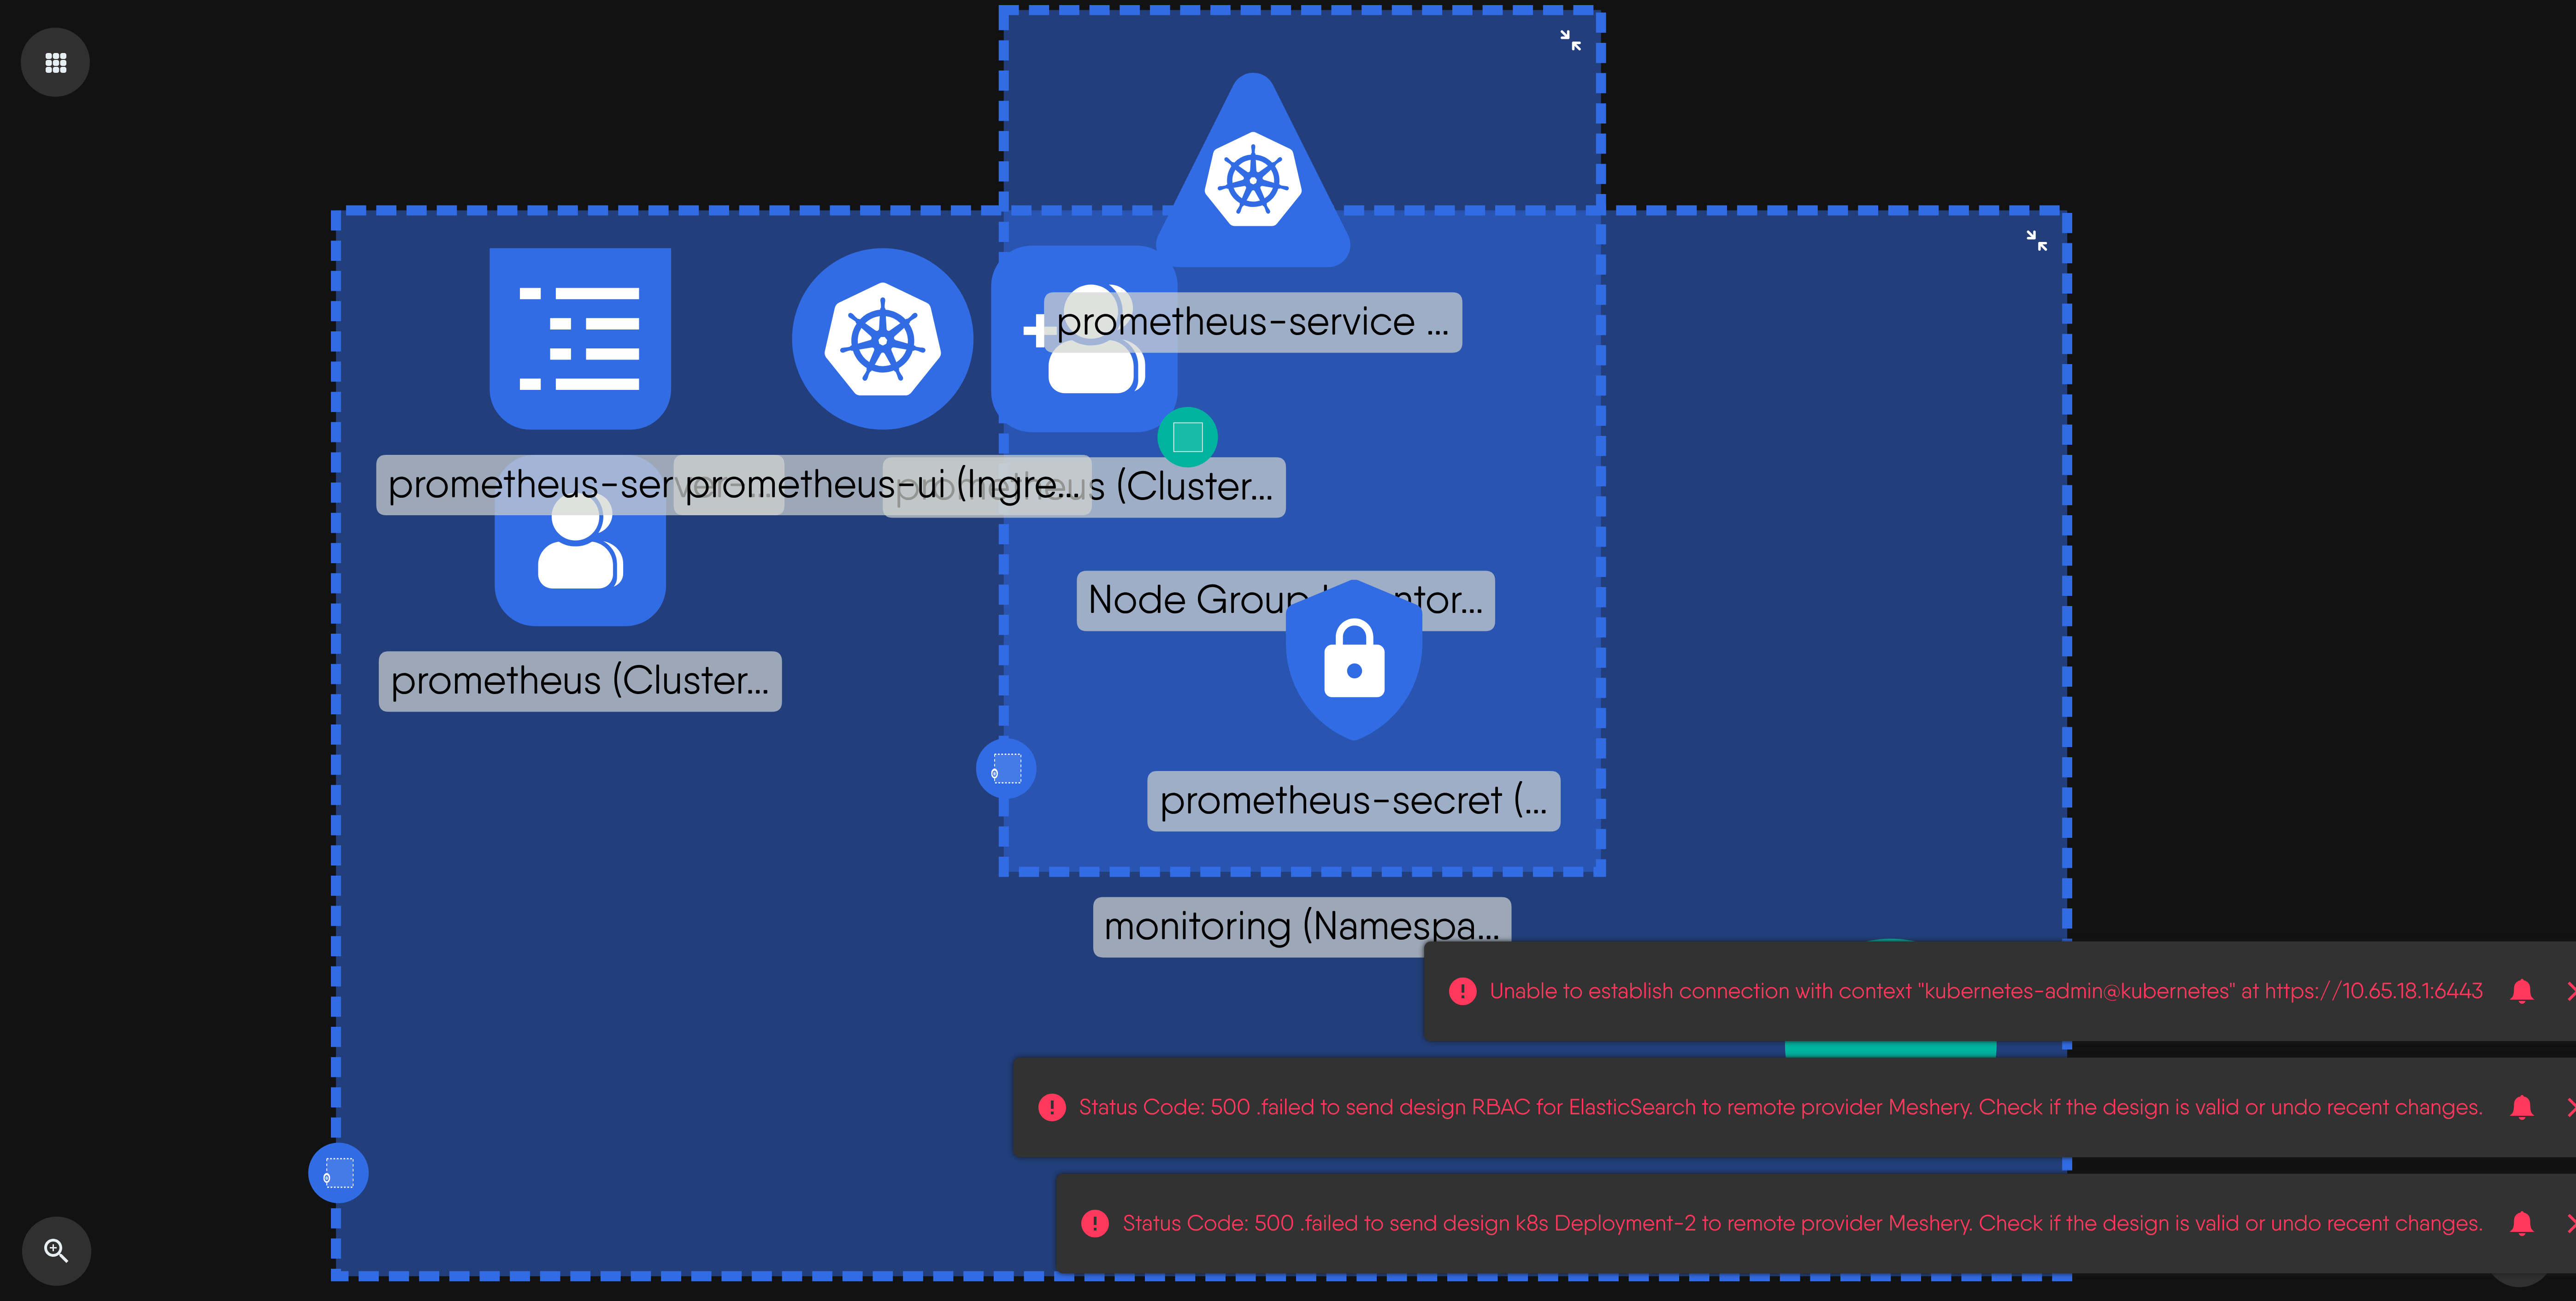 prometheus-service ...
prometheus-server-...
prometheus-ui (Ingre...
prometheus (Cluster...
Node Group Inventor...
prometheus (Cluster...
prometheus-secret (...
monitoring (Namespa...
Unable to establish connection with context "kubernetes-admin@kubernetes" at https://10.65.18.1:6443
Status Code: 500 .failed to send design RBAC for ElasticSearch to remote provider Meshery. Check if the design is valid or undo recent changes.
Status Code: 500 .failed to send design k8s Deployment-2 to remote provider Meshery. Check if the design is valid or undo recent changes.